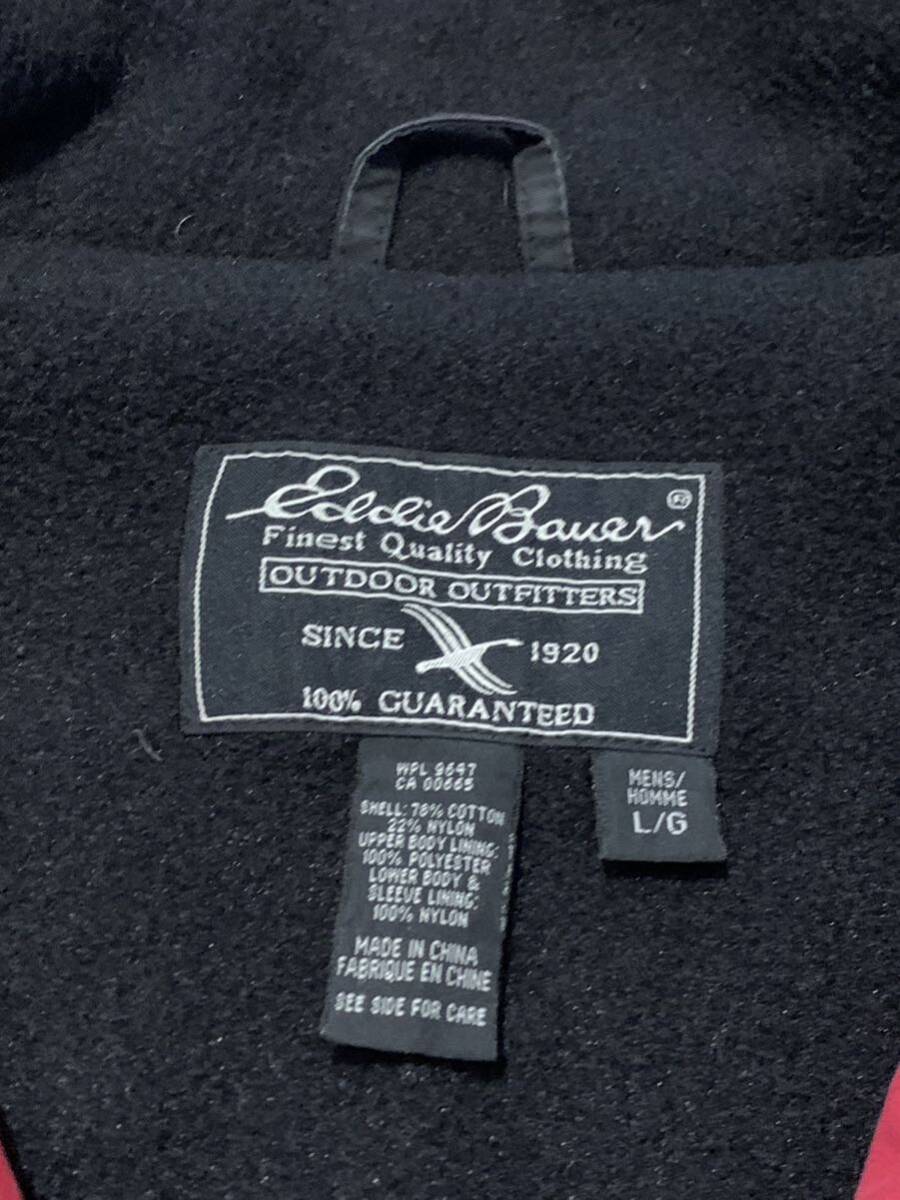 Eddie Bauer ®
Finest Quality Clothing
OUTDOOR OUTFITTERS
SINCE 1920
100% GUARANTEED
WPL 9647
CA 00665
SHELL: 78% COTTON
22% NYLON
UPPER BODY LINING:
100% POLYESTER
LOWER BODY &
SLEEVE LINING:
100% NYLON
MADE IN CHINA
FABRIQUE EN CHINE
SEE SIDE FOR CARE
MENS/
HOMME
L/G